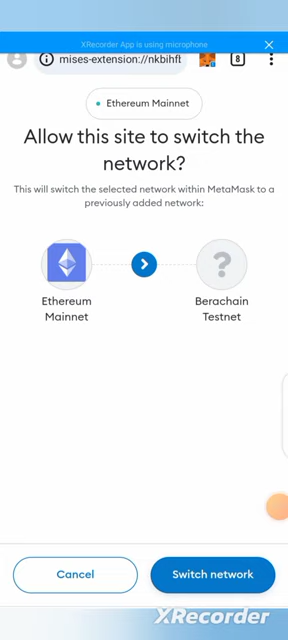 XRecorder App is using microphone
mises-extension://nkbihfb
8
Ethereum Mainnet
Allow this site to switch the
network?
This will switch the selected network within MetaMask to a
previously added network:
?
Ethereum
Mainnet
Berachain
Testnet
Cancel
Switch network
XRecorder